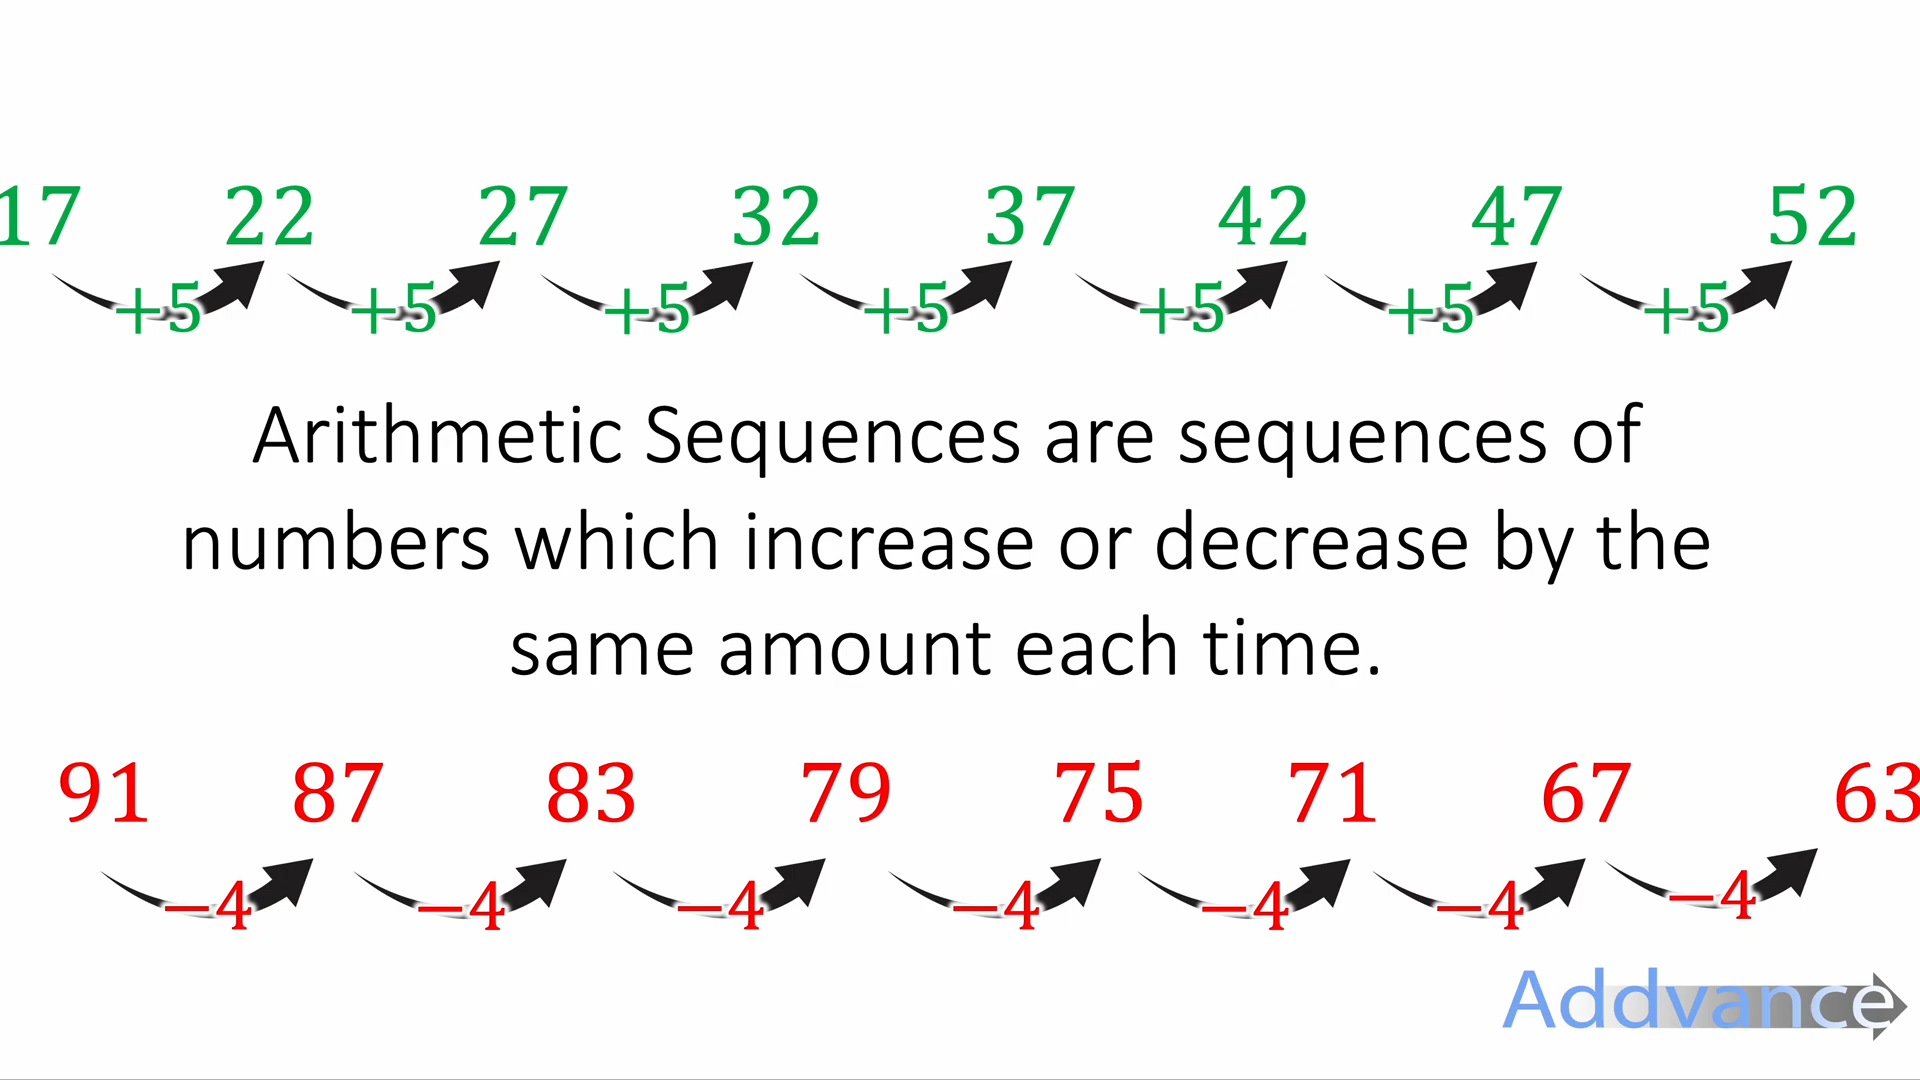 17 22 27 32 37 42 47 52
+5 +5 +5 +5 +5 +5 +5
Arithmetic Sequences are sequences of
numbers which increase or decrease by the
same amount each time.
91 87 83 79 75 71 67 63
−4 −4 −4 −4 −4 −4 −4
Addvance